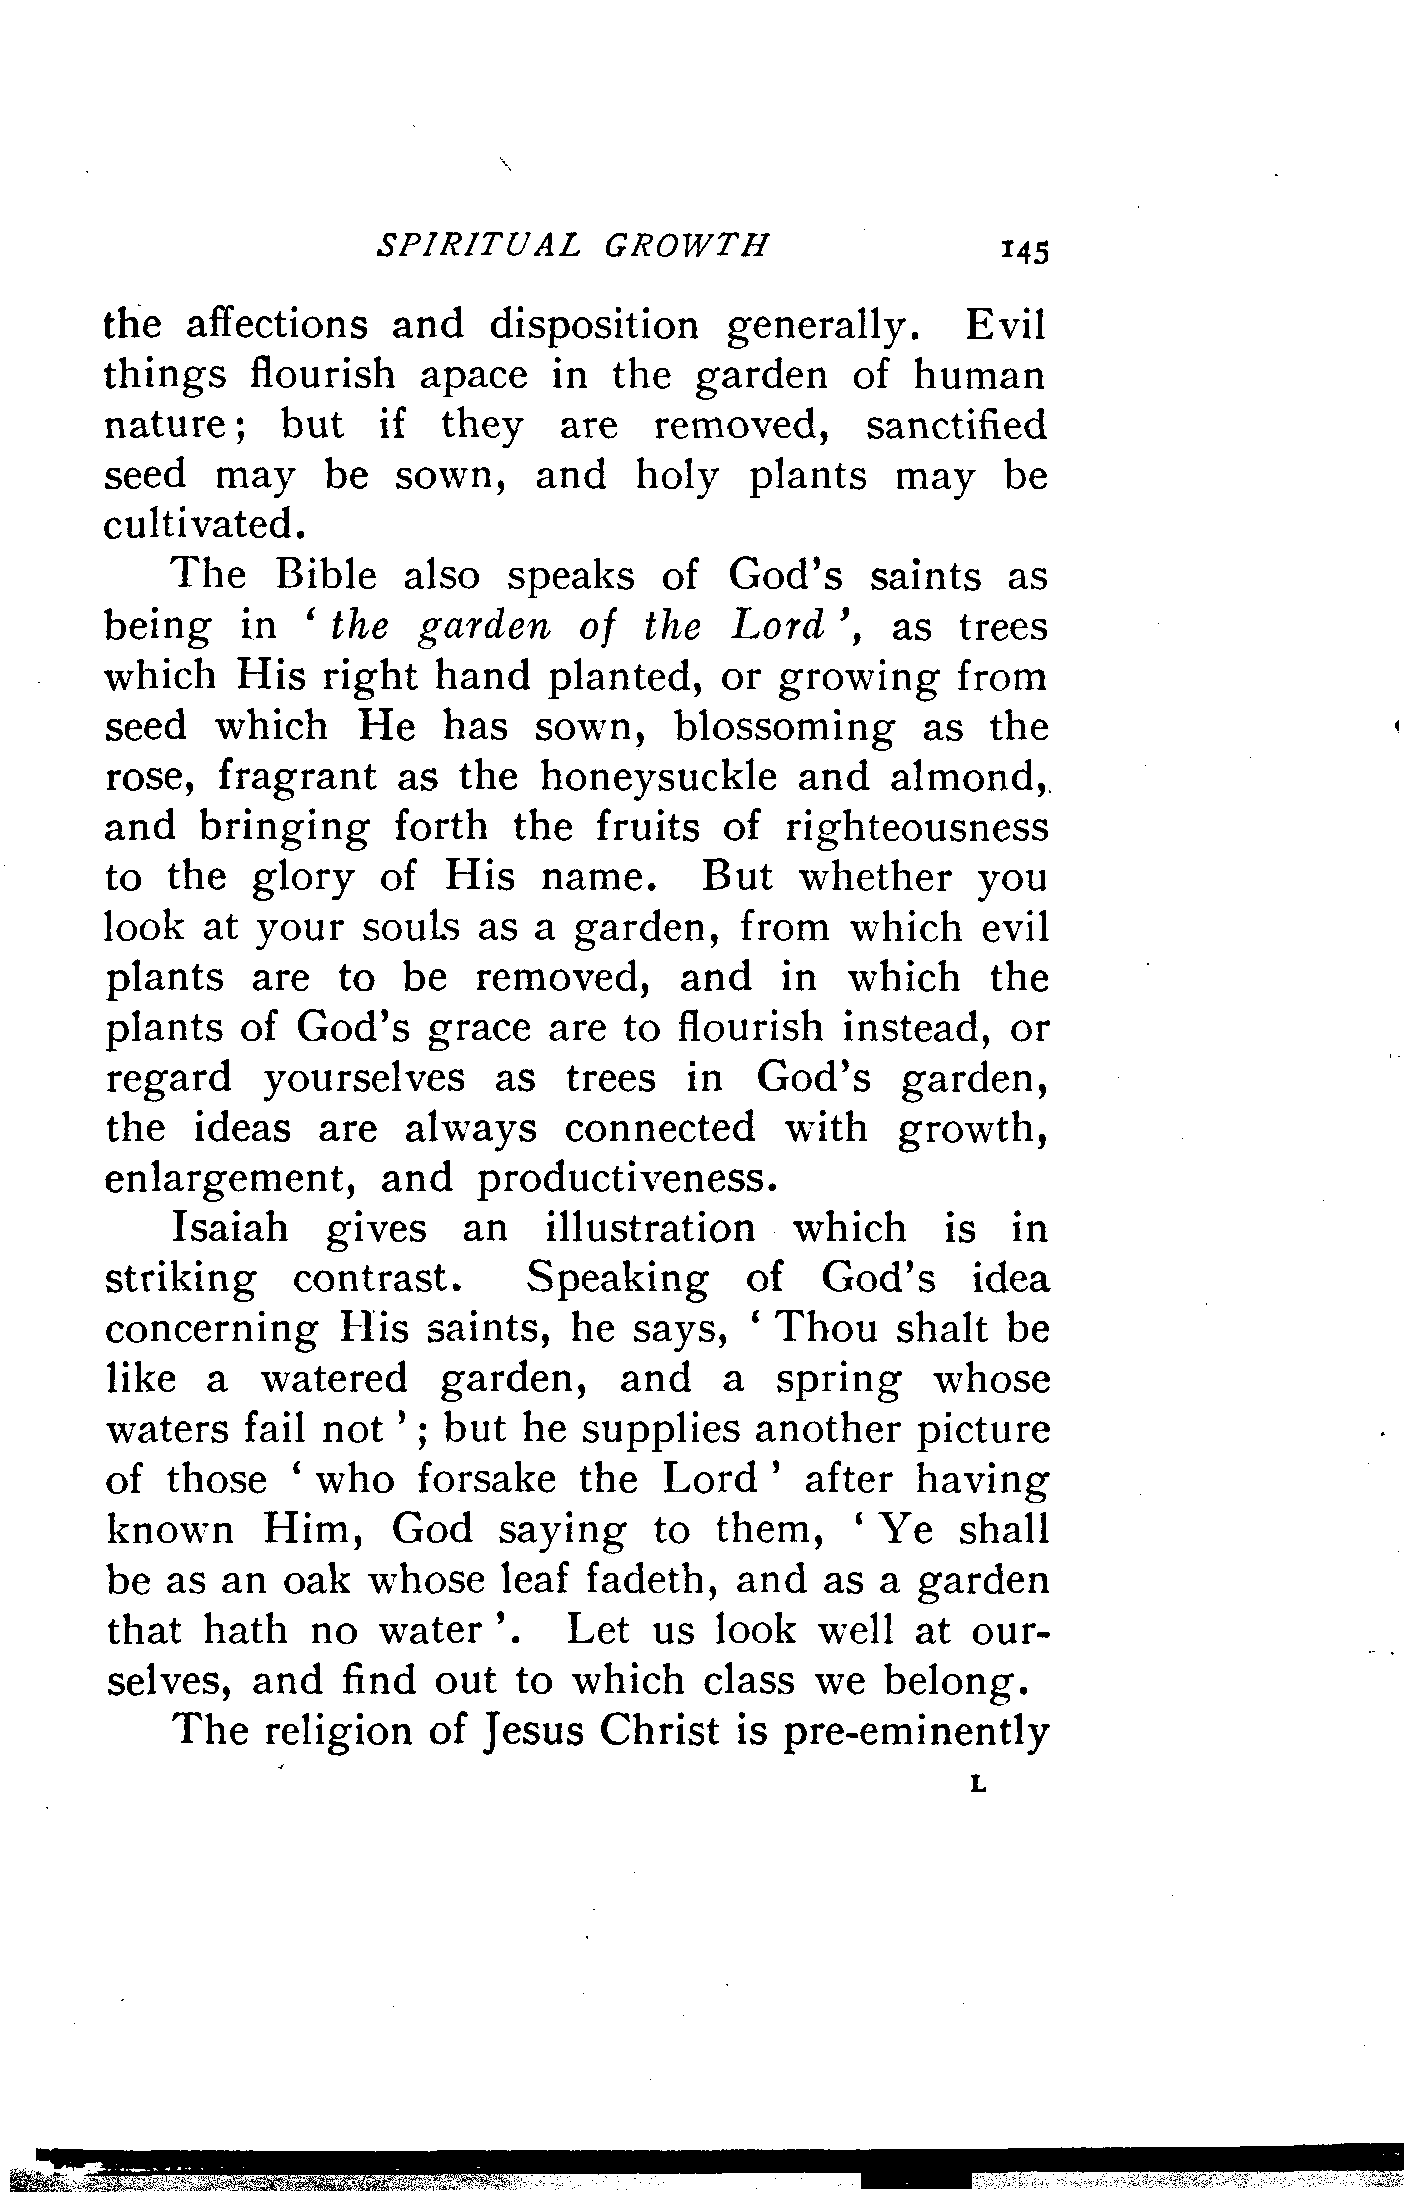 SPIRITUAL GROWTH 145
the affections and disposition generally. Evil
things flourish apace in the garden of human
nature; but if they are removed, sanctified
seed may be sown, and holy plants may be
cultivated.
The Bible also speaks of God's saints as
being in ‘ the garden of the Lord ’, as trees
which His right hand planted, or growing from
seed which He has sown, blossoming as the
rose, fragrant as the honeysuckle and almond,
and bringing forth the fruits of righteousness
to the glory of His name. But whether you
look at your souls as a garden, from which evil
plants are to be removed, and in which the
plants of God's grace are to flourish instead, or
regard yourselves as trees in God's garden,
the ideas are always connected with growth,
enlargement, and productiveness.
Isaiah gives an illustration which is in
striking contrast. Speaking of God's idea
concerning His saints, he says, ‘ Thou shalt be
like a watered garden, and a spring whose
waters fail not ’ ; but he supplies another picture
of those ‘ who forsake the Lord ’ after having
known Him, God saying to them, ‘ Ye shall
be as an oak whose leaf fadeth, and as a garden
that hath no water ’. Let us look well at our-
selves, and find out to which class we belong.
The religion of Jesus Christ is pre-eminently
L